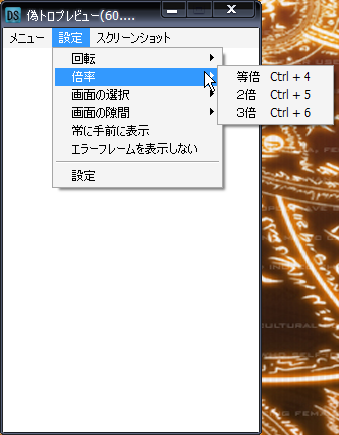 DS 偽トロプレビュー(60....
メニュー 設定 スクリーンショット
回転
倍率
画面の選択
画面の隙間
常に手前に表示
エラーフレームを表示しない
設定
等倍 Ctrl + 4
2倍 Ctrl + 5
3倍 Ctrl + 6